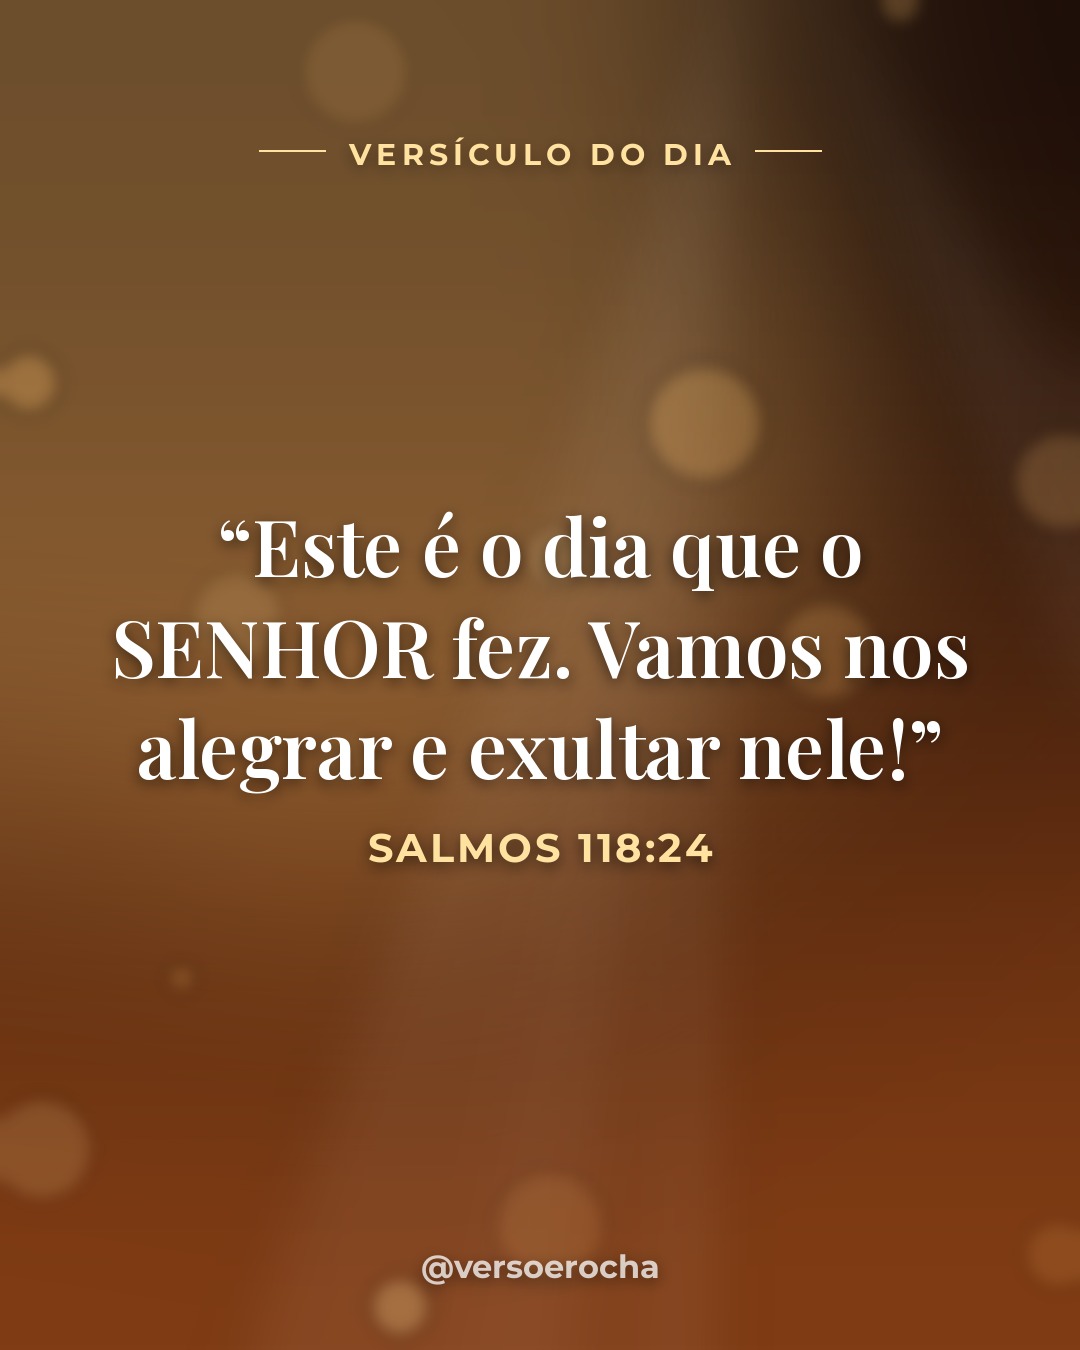 VERSÍCULO DO DIA
“Este é o dia que o
SENHOR fez. Vamos nos
alegrar e exultar nele!”
SALMOS 118:24
@versoerocha